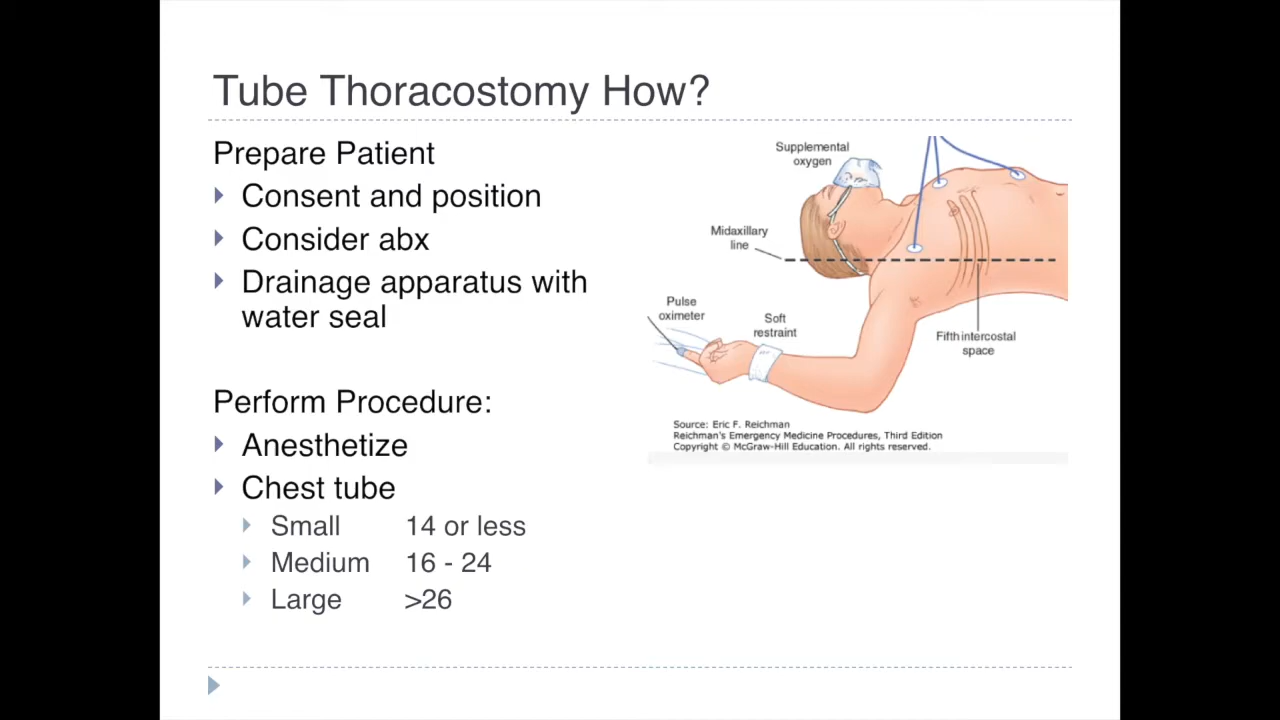 Tube Thoracostomy How?
Prepare Patient
Consent and position
Consider abx
Drainage apparatus with
water seal
Perform Procedure:
Anesthetize
Chest tube
Small 14 or less
Medium 16 - 24
Large >26
Supplemental
oxygen
Midaxillary
line
Pulse
oximeter
Soft
restraint
Fifth intercostal
space
Source: Eric F. Reichman
Reichman's Emergency Medicine Procedures, Third Edition
Copyright © McGraw-Hill Education. All rights reserved.